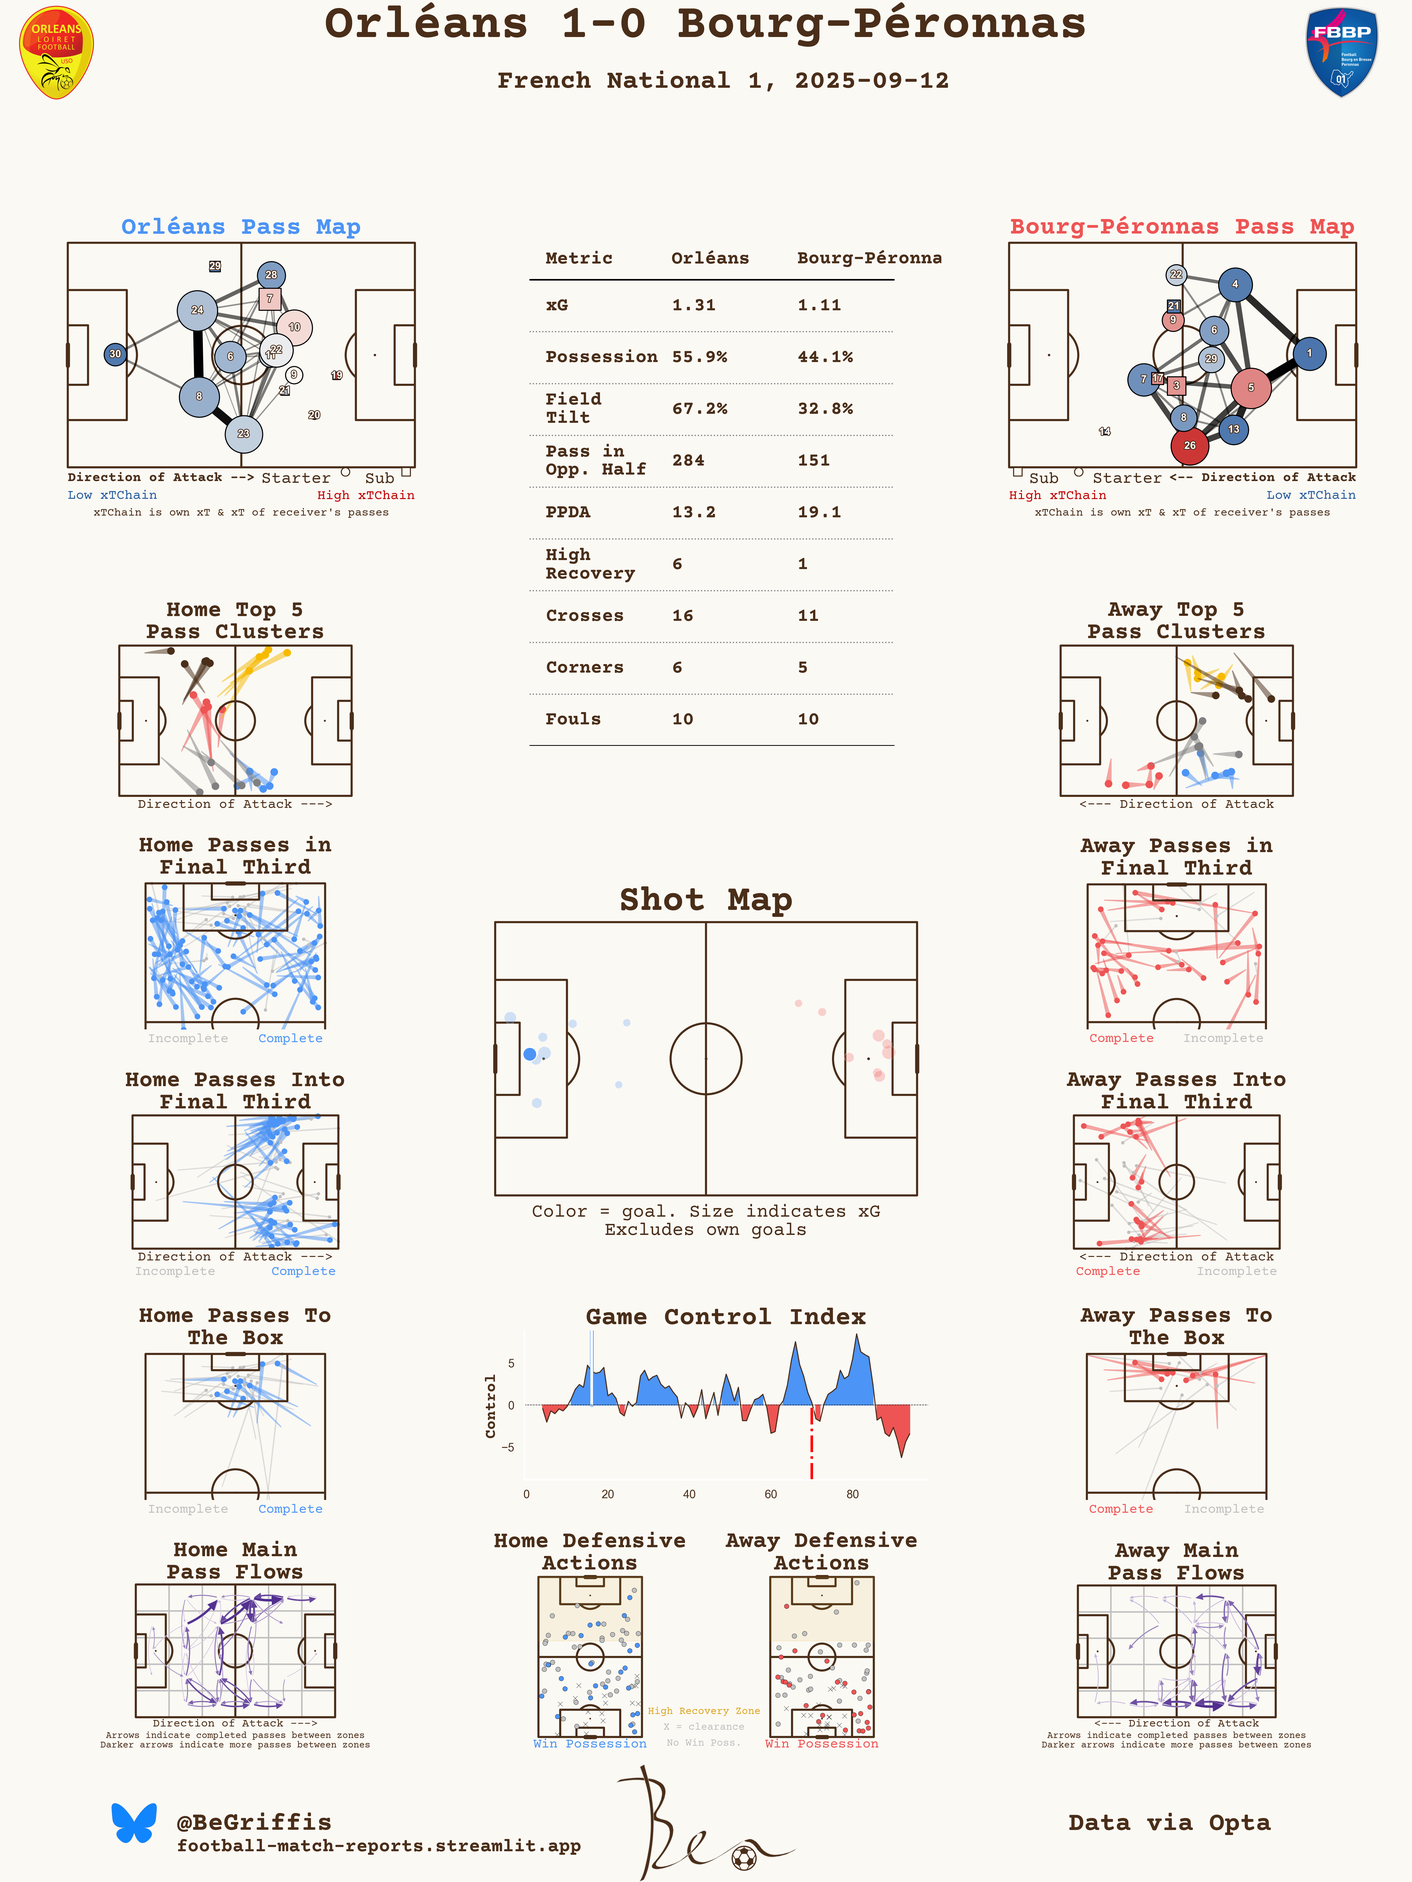 Orléans 1-0 Bourg-Péronnas
French National 1, 2025-09-12
ORLEANS
LOIRET
FOOTBALL
USO
FBBP
Football
Bourg en Bresse
Peronnas
01
Orléans Pass Map
29
28
7
24
10
30
6
11
22
9
19
21
8
20
23
Direction of Attack --> Starter Sub
Low xTChain High xTChain
xTChain is own xT & xT of receiver's passes
Metric Orléans Bourg-Péronna
xG 1.31 1.11
Possession 55.9% 44.1%
Field
Tilt 67.2% 32.8%
Pass in
Opp. Half 284 151
PPDA 13.2 19.1
High
Recovery 6 1
Crosses 16 11
Corners 6 5
Fouls 10 10
Bourg-Péronnas Pass Map
22
4
21
9
6
1
29
7
17
3
5
8
13
14
26
Sub Starter <-- Direction of Attack
High xTChain Low xTChain
xTChain is own xT & xT of receiver's passes
Home Top 5
Pass Clusters
Direction of Attack --->
Away Top 5
Pass Clusters
<--- Direction of Attack
Home Passes in
Final Third
Incomplete Complete
Shot Map
Color = goal. Size indicates xG
Excludes own goals
Away Passes in
Final Third
Complete Incomplete
Home Passes Into
Final Third
Direction of Attack --->
Incomplete Complete
Away Passes Into
Final Third
<--- Direction of Attack
Complete Incomplete
Home Passes To
The Box
Incomplete Complete
Game Control Index
Control
5
0
−5
0 20 40 60 80
Away Passes To
The Box
Complete Incomplete
Home Main
Pass Flows
Direction of Attack --->
Arrows indicate completed passes between zones
Darker arrows indicate more passes between zones
Home Defensive
Actions
Win Possession
High Recovery Zone
X = clearance
No Win Poss.
Away Defensive
Actions
Win Possession
Away Main
Pass Flows
<--- Direction of Attack
Arrows indicate completed passes between zones
Darker arrows indicate more passes between zones
@BeGriffis
football-match-reports.streamlit.app
Ben
Data via Opta